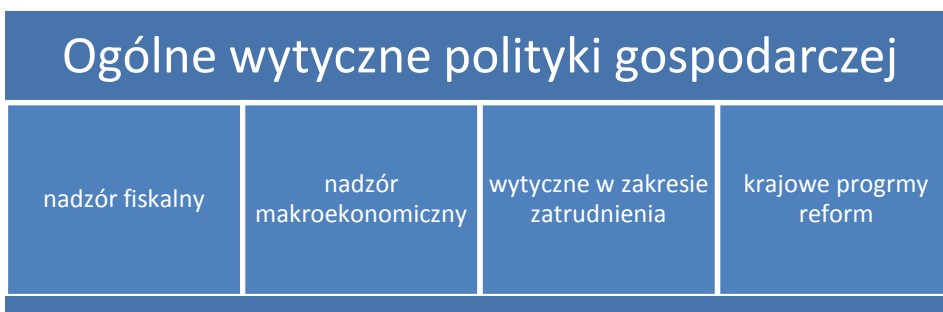 Ogólne wytyczne polityki gospodarczej
nadzór fiskalny
nadzór
makroekonomiczny
wytyczne w zakresie
zatrudnienia
krajowe progrmy
reform